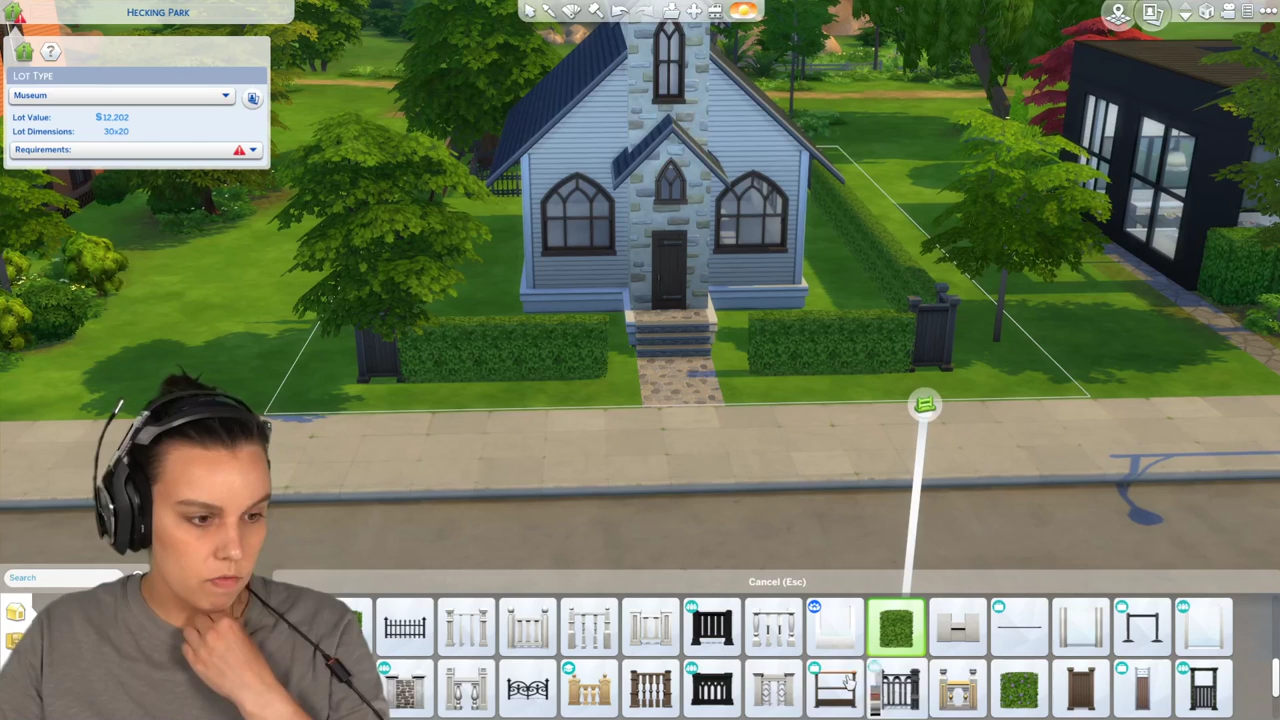 Hecking Park
Lot Type
Museum
Lot Value: §12,202
Lot Dimensions: 30x20
Requirements:
Cancel (Esc)
Search